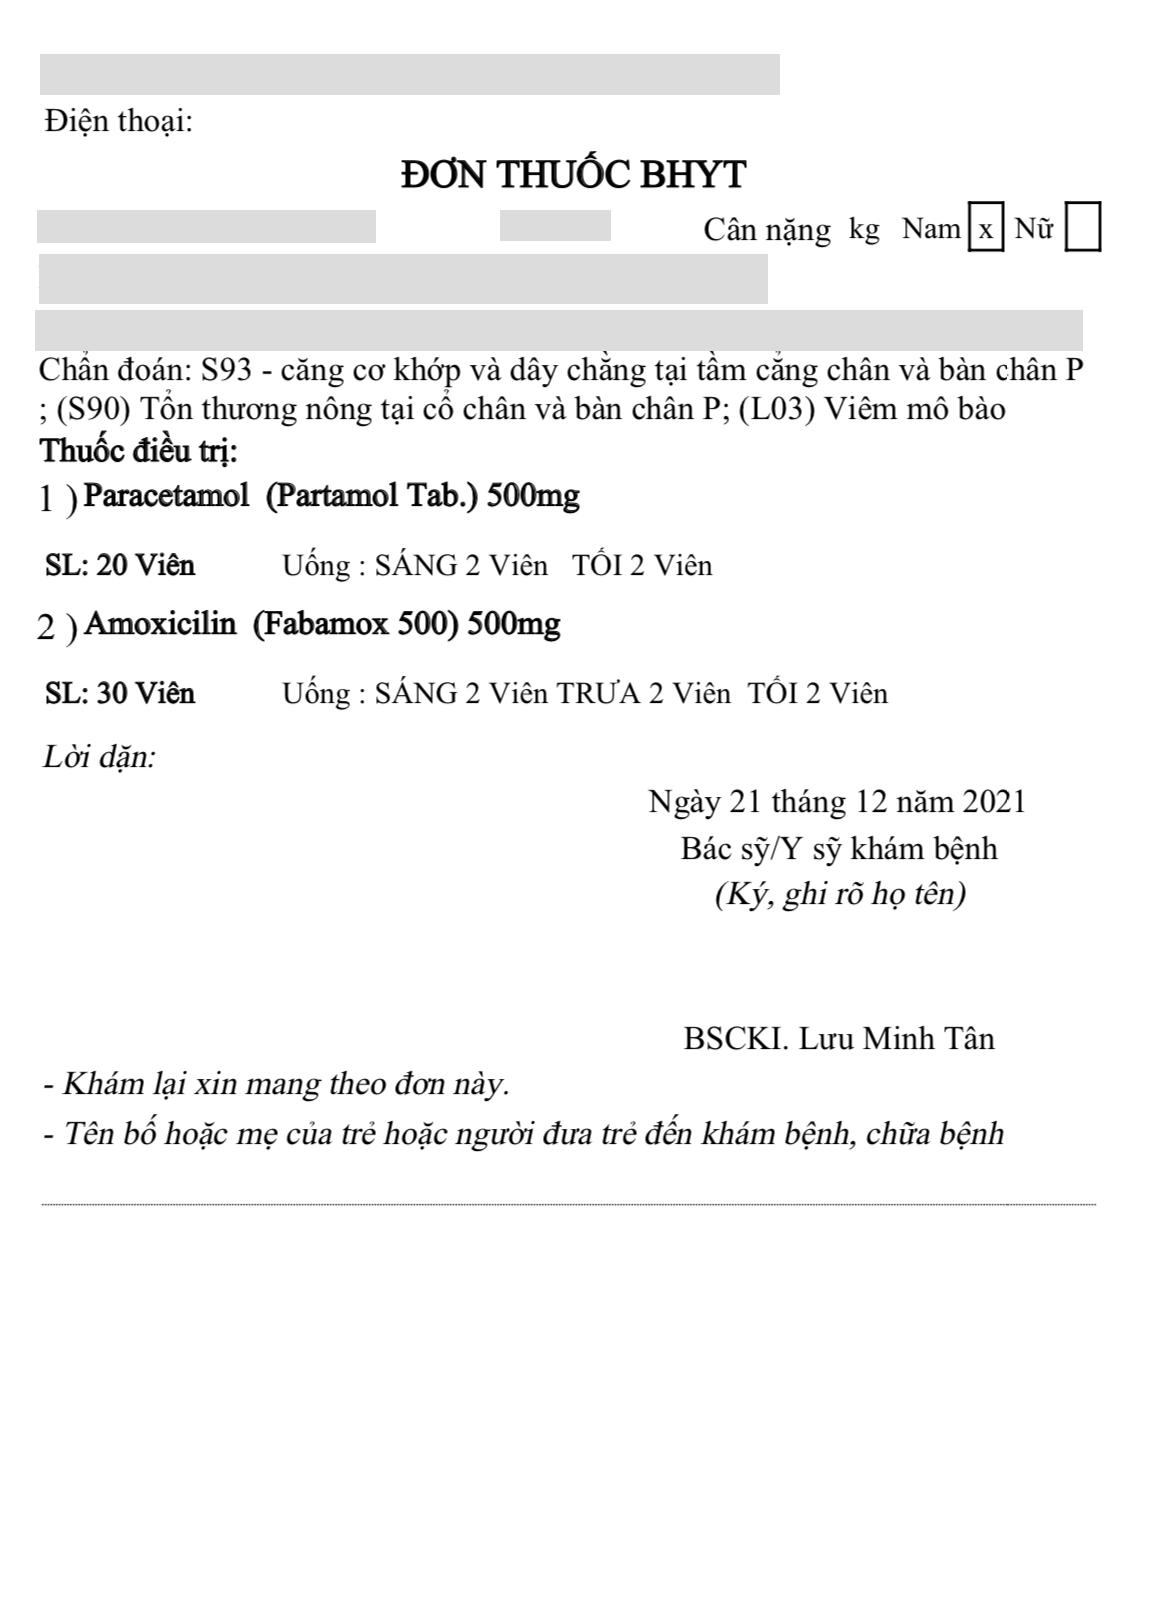 Điện thoại:
ĐƠN THUỐC BHYT
Cân nặng kg Nam x Nữ
Chẩn đoán: S93 - căng cơ khớp và dây chằng tại tầm cẳng chân và bàn chân P
; (S90) Tổn thương nông tại cổ chân và bàn chân P; (L03) Viêm mô bào
Thuốc điều trị:
1 ) Paracetamol (Partamol Tab.) 500mg
SL: 20 Viên Uống : SÁNG 2 Viên TỐI 2 Viên
2 ) Amoxicilin (Fabamox 500) 500mg
SL: 30 Viên Uống : SÁNG 2 Viên TRƯA 2 Viên TỐI 2 Viên
Lời dặn:
Ngày 21 tháng 12 năm 2021
Bác sỹ/Y sỹ khám bệnh
(Ký, ghi rõ họ tên)
BSCKI. Lưu Minh Tân
- Khám lại xin mang theo đơn này.
- Tên bố hoặc mẹ của trẻ hoặc người đưa trẻ đến khám bệnh, chữa bệnh